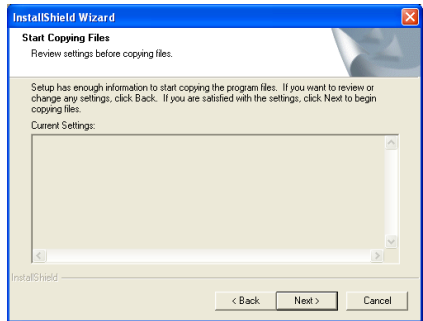 InstallShield Wizard
Start Copying Files
Review settings before copying files.
Setup has enough information to start copying the program files. If you want to review or
change any settings, click Back. If you are satisfied with the settings, click Next to begin
copying files.
Current Settings:
InstallShield
< Back Next > Cancel